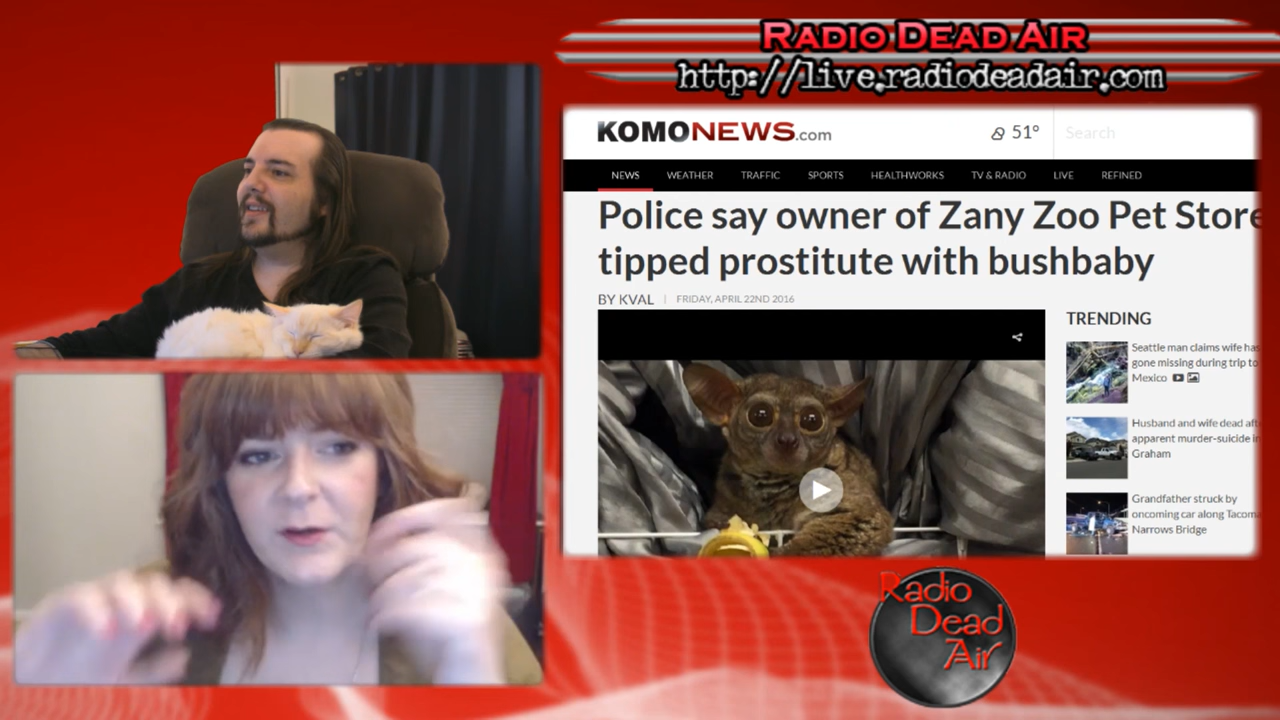 RADIO DEAD AIR
http://live.radiodeadair.com
KOMONEWS.com
51°
Search
NEWS WEATHER TRAFFIC SPORTS HEALTHWORKS TV & RADIO LIVE REFINED
Police say owner of Zany Zoo Pet Store
tipped prostitute with bushbaby
BY KVAL | FRIDAY, APRIL 22ND 2016
TRENDING
Seattle man claims wife has
gone missing during trip to
Mexico
Husband and wife dead aft
apparent murder-suicide in
Graham
Grandfather struck by
oncoming car along Tacoma
Narrows Bridge
Radio
Dead
Air